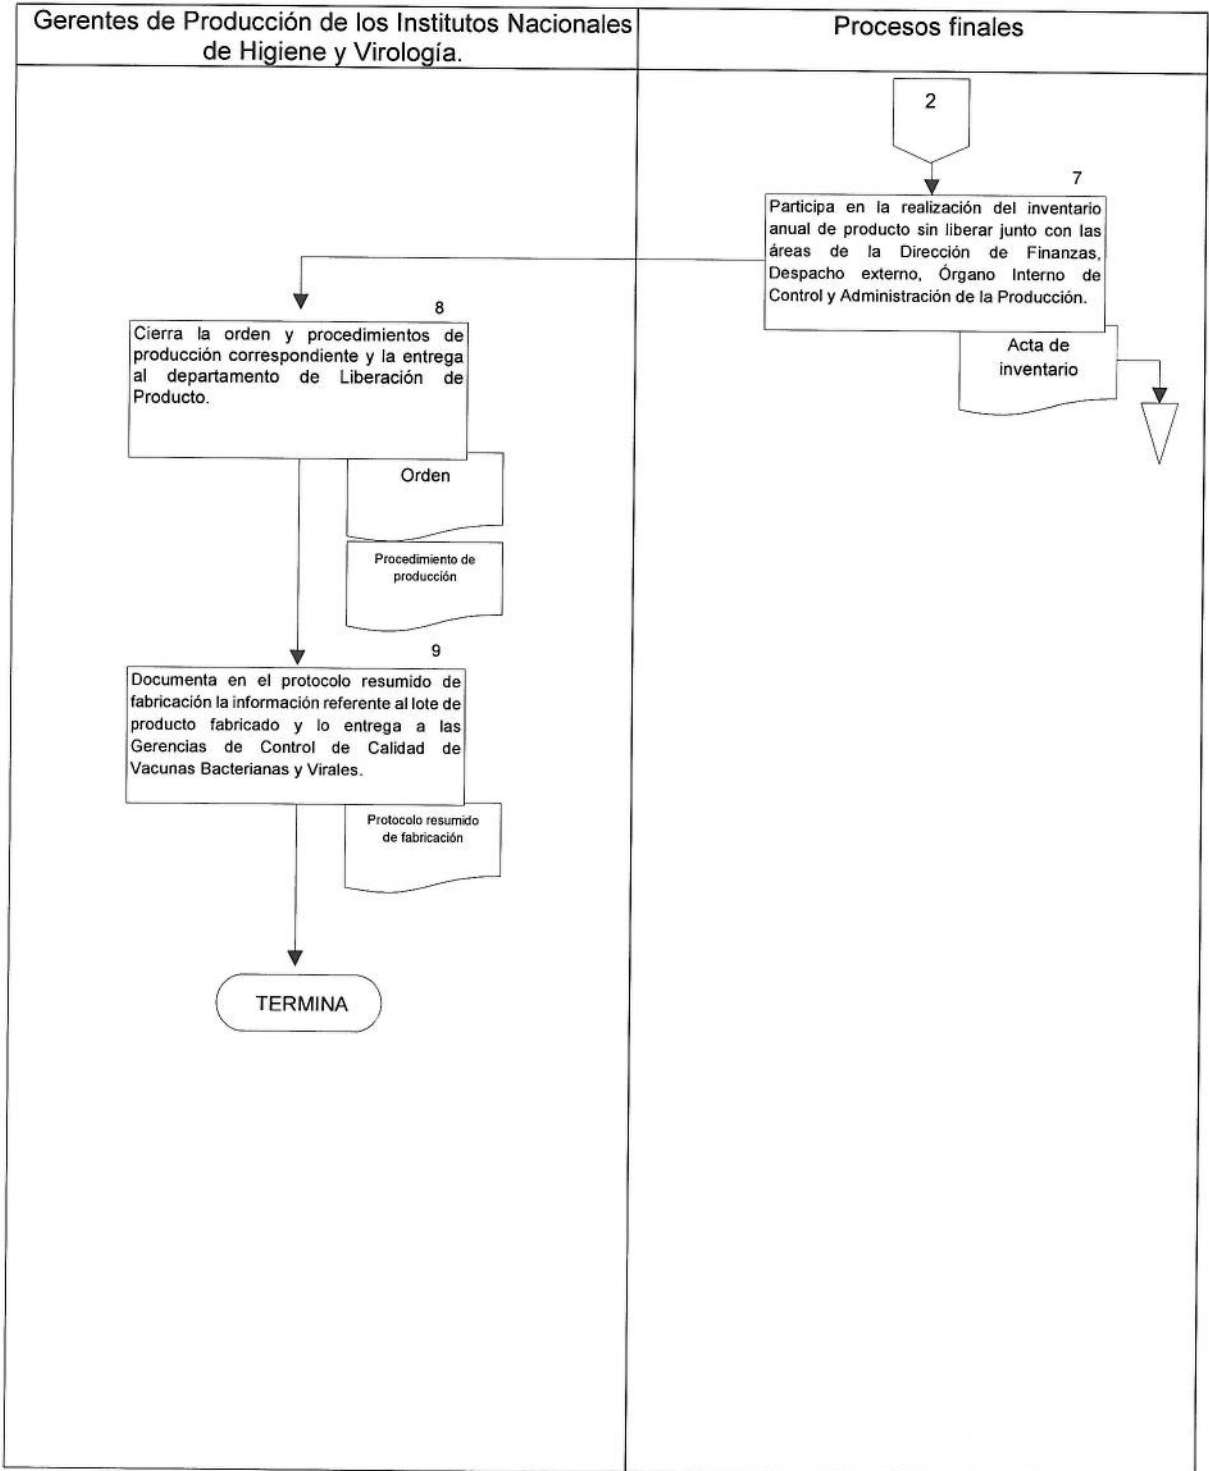 Gerentes de Producción de los Institutos Nacionales
de Higiene y Virología.
Procesos finales
2
7
Participa en la realización del inventario
anual de producto sin liberar junto con las
áreas de la Dirección de Finanzas,
Despacho externo, Órgano Interno de
Control y Administración de la Producción.
Acta de
inventario
8
Cierra la orden y procedimientos de
producción correspondiente y la entrega
al departamento de Liberación de
Producto.
Orden
Procedimiento de
producción
9
Documenta en el protocolo resumido de
fabricación la información referente al lote de
producto fabricado y lo entrega a las
Gerencias de Control de Calidad de
Vacunas Bacterianas y Virales.
Protocolo resumido
de fabricación
TERMINA